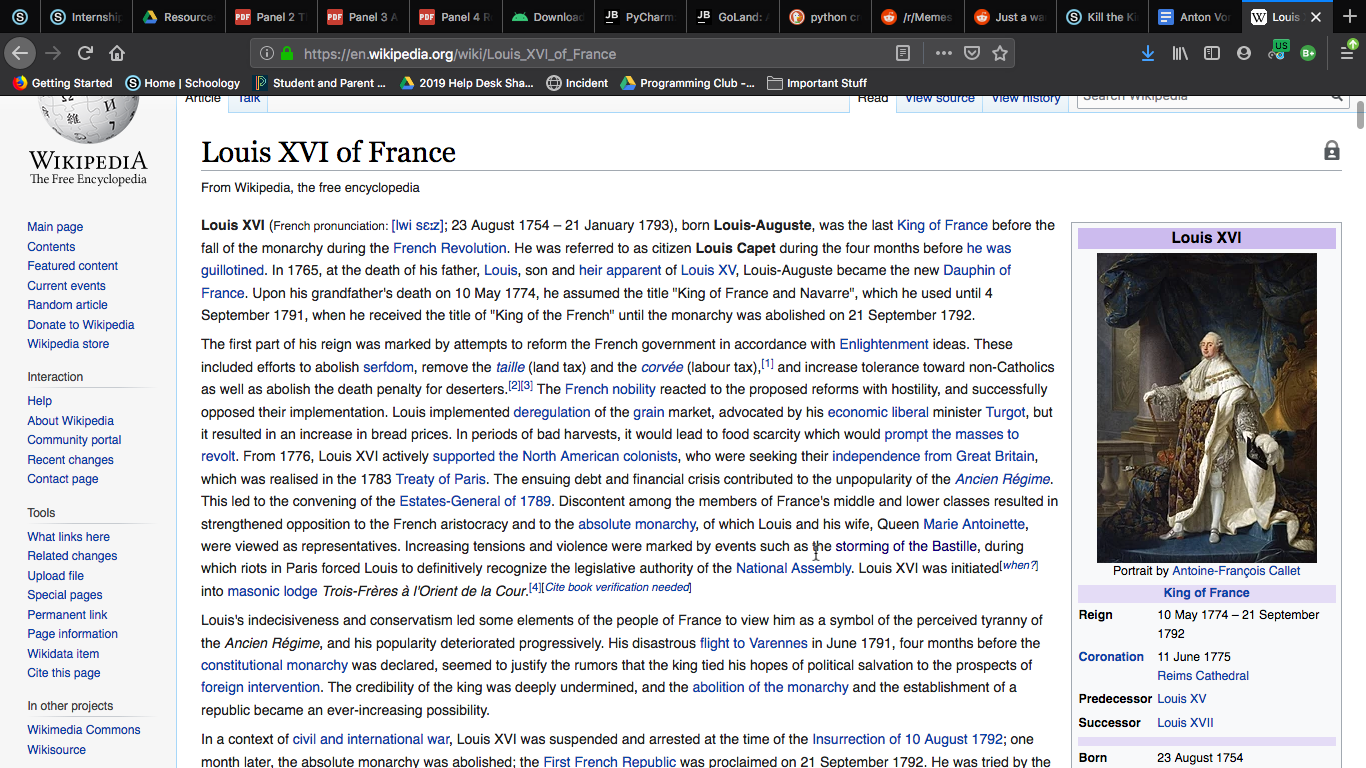 Internship
Resource
Panel 2 T
Panel 3 A
Panel 4 R
Download
PyCharm
GoLand:
python cr
/r/Memes
Just a wa
Kill the Ki
Anton Vo
Louis
https://en.wikipedia.org/wiki/Louis_XVI_of_France
US
B+
Getting Started
Home | Schoology
Student and Parent ...
2019 Help Desk Sha...
Incident
Programming Club -...
Important Stuff
WIKIPEDIA
The Free Encyclopedia
Main page
Contents
Featured content
Current events
Random article
Donate to Wikipedia
Wikipedia store
Interaction
Help
About Wikipedia
Community portal
Recent changes
Contact page
Tools
What links here
Related changes
Upload file
Special pages
Permanent link
Page information
Wikidata item
Cite this page
In other projects
Wikimedia Commons
Wikisource
Article Talk
Read View source View history
Search Wikipedia
Louis XVI of France
From Wikipedia, the free encyclopedia
Louis XVI (French pronunciation: [lwi sɛːz]; 23 August 1754 – 21 January 1793), born Louis-Auguste, was the last King of France before the
fall of the monarchy during the French Revolution. He was referred to as citizen Louis Capet during the four months before he was
guillotined. In 1765, at the death of his father, Louis, son and heir apparent of Louis XV, Louis-Auguste became the new Dauphin of
France. Upon his grandfather's death on 10 May 1774, he assumed the title "King of France and Navarre", which he used until 4
September 1791, when he received the title of "King of the French" until the monarchy was abolished on 21 September 1792.
The first part of his reign was marked by attempts to reform the French government in accordance with Enlightenment ideas. These
included efforts to abolish serfdom, remove the taille (land tax) and the corvée (labour tax),[1] and increase tolerance toward non-Catholics
as well as abolish the death penalty for deserters.[2][3] The French nobility reacted to the proposed reforms with hostility, and successfully
opposed their implementation. Louis implemented deregulation of the grain market, advocated by his economic liberal minister Turgot, but
it resulted in an increase in bread prices. In periods of bad harvests, it would lead to food scarcity which would prompt the masses to
revolt. From 1776, Louis XVI actively supported the North American colonists, who were seeking their independence from Great Britain,
which was realised in the 1783 Treaty of Paris. The ensuing debt and financial crisis contributed to the unpopularity of the Ancien Régime.
This led to the convening of the Estates-General of 1789. Discontent among the members of France's middle and lower classes resulted in
strengthened opposition to the French aristocracy and to the absolute monarchy, of which Louis and his wife, Queen Marie Antoinette,
were viewed as representatives. Increasing tensions and violence were marked by events such as the storming of the Bastille, during
which riots in Paris forced Louis to definitively recognize the legislative authority of the National Assembly. Louis XVI was initiated[when?]
into masonic lodge Trois-Frères à l'Orient de la Cour.[4][Cite book verification needed]
Louis's indecisiveness and conservatism led some elements of the people of France to view him as a symbol of the perceived tyranny of
the Ancien Régime, and his popularity deteriorated progressively. His disastrous flight to Varennes in June 1791, four months before the
constitutional monarchy was declared, seemed to justify the rumors that the king tied his hopes of political salvation to the prospects of
foreign intervention. The credibility of the king was deeply undermined, and the abolition of the monarchy and the establishment of a
republic became an ever-increasing possibility.
In a context of civil and international war, Louis XVI was suspended and arrested at the time of the Insurrection of 10 August 1792; one
month later, the absolute monarchy was abolished; the First French Republic was proclaimed on 21 September 1792. He was tried by the
Louis XVI
Portrait by Antoine-François Callet
King of France
Reign 10 May 1774 – 21 September
1792
Coronation 11 June 1775
Reims Cathedral
Predecessor Louis XV
Successor Louis XVII
Born 23 August 1754